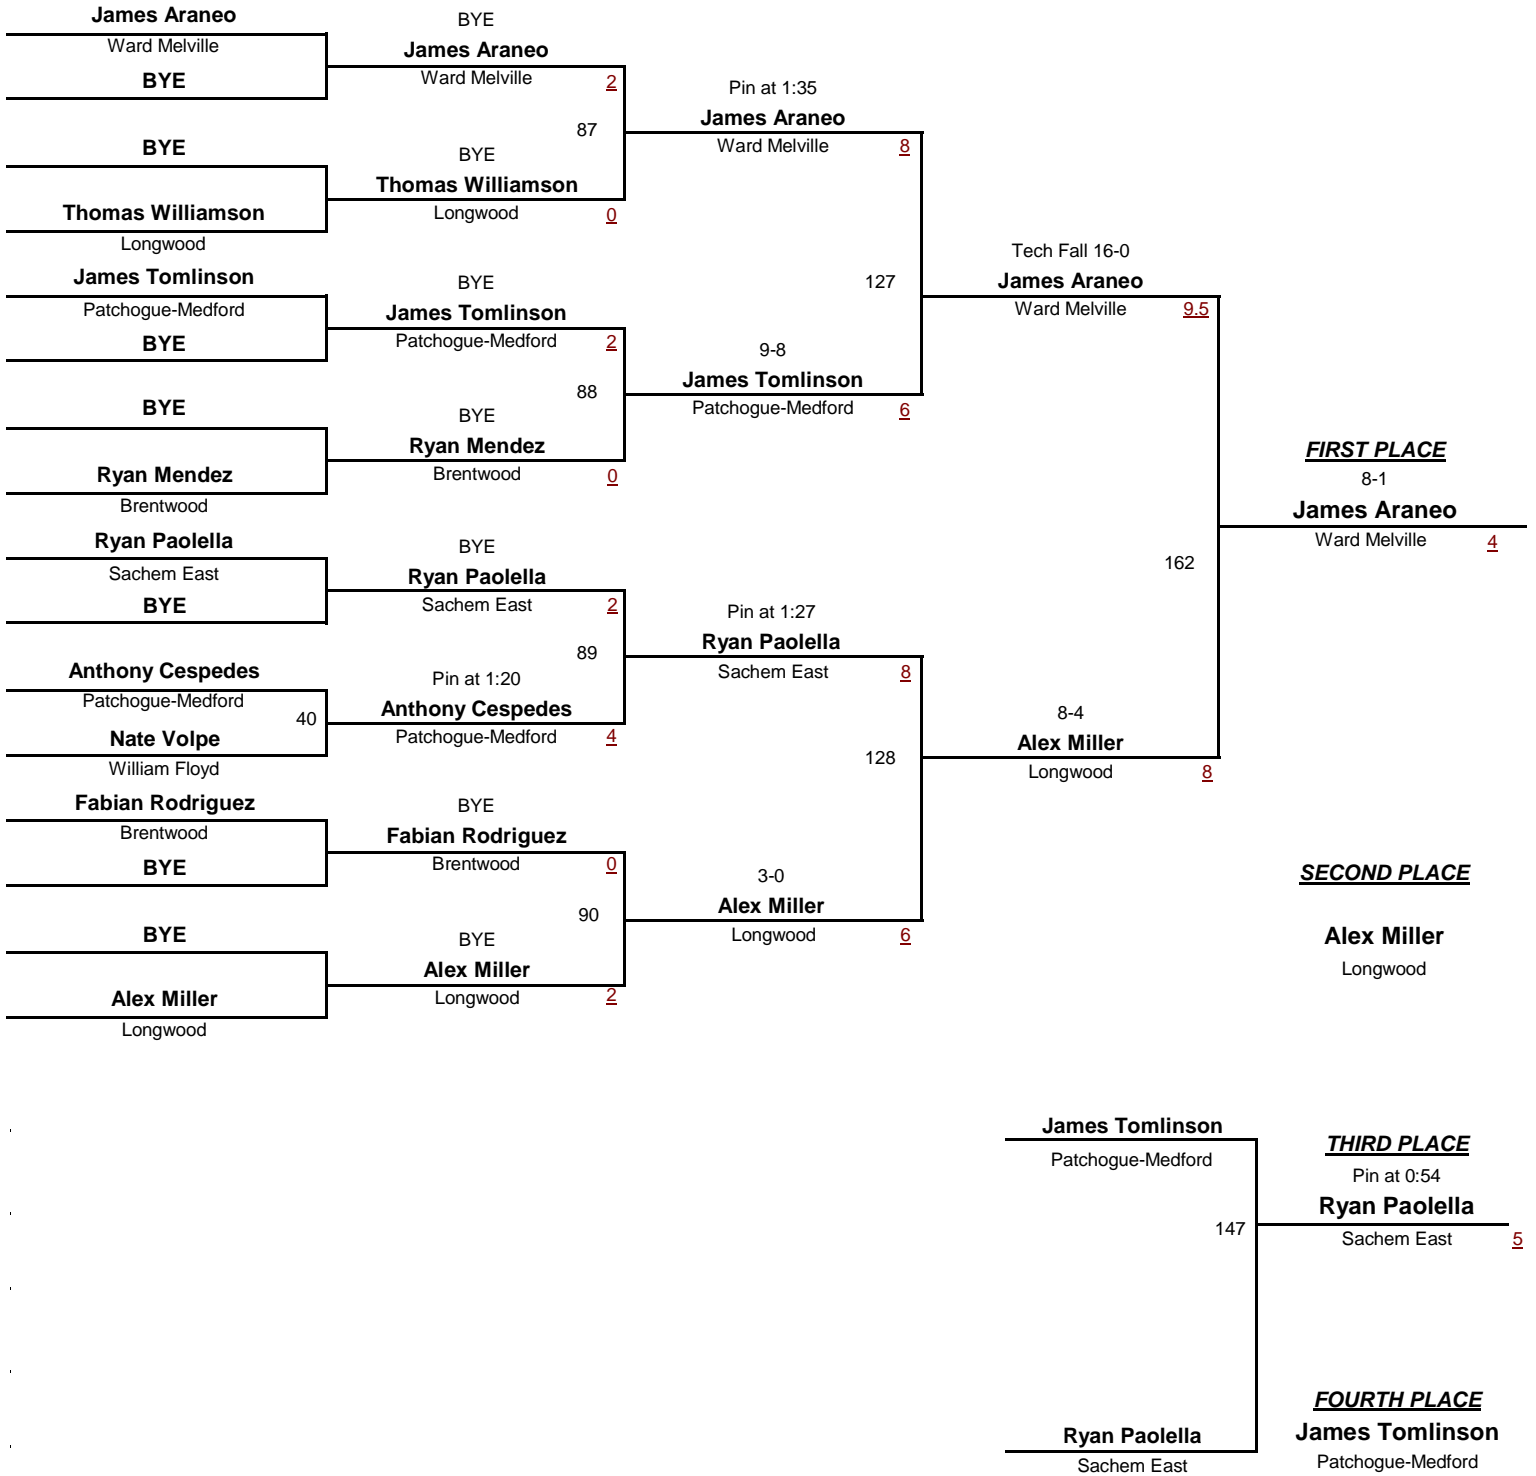 James Araneo
Ward Melville
BYE
BYE
Thomas Williamson
Longwood
James Tomlinson
Patchogue-Medford
BYE
BYE
Ryan Mendez
Brentwood
Ryan Paolella
Sachem East
BYE
Anthony Cespedes
Patchogue-Medford
40
Nate Volpe
William Floyd
Fabian Rodriguez
Brentwood
BYE
BYE
Alex Miller
Longwood
BYE
James Araneo
Ward Melville 2
87
BYE
Thomas Williamson
Longwood 0
BYE
James Tomlinson
Patchogue-Medford 2
88
BYE
Ryan Mendez
Brentwood 0
BYE
Ryan Paolella
Sachem East 2
89
Pin at 1:20
Anthony Cespedes
Patchogue-Medford 4
BYE
Fabian Rodriguez
Brentwood 0
90
BYE
Alex Miller
Longwood 2
Pin at 1:35
James Araneo
Ward Melville 8
127
9-8
James Tomlinson
Patchogue-Medford 6
Pin at 1:27
Ryan Paolella
Sachem East 8
128
3-0
Alex Miller
Longwood 6
Tech Fall 16-0
James Araneo
Ward Melville 9.5
162
8-4
Alex Miller
Longwood 8
FIRST PLACE
8-1
James Araneo
Ward Melville 4
SECOND PLACE
Alex Miller
Longwood
James Tomlinson
Patchogue-Medford
147
Ryan Paolella
Sachem East
THIRD PLACE
Pin at 0:54
Ryan Paolella
Sachem East 5
FOURTH PLACE
James Tomlinson
Patchogue-Medford